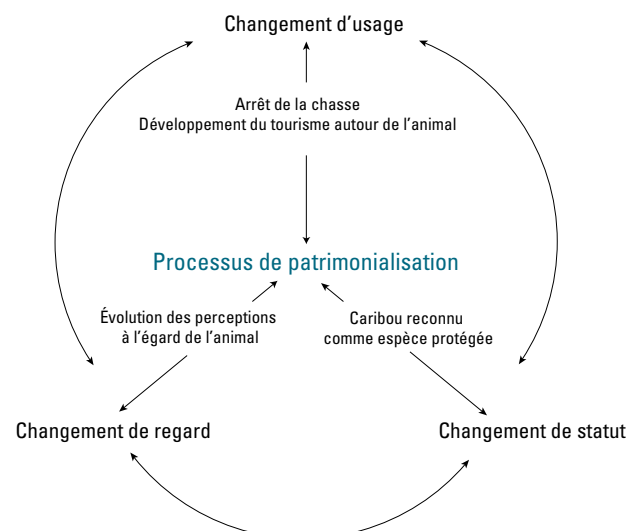 Changement d’usage
Arrêt de la chasse
Développement du tourisme autour de l’animal
Processus de patrimonialisation
Évolution des perceptions
à l’égard de l’animal
Caribou reconnu
comme espèce protégée
Changement de regard
Changement de statut